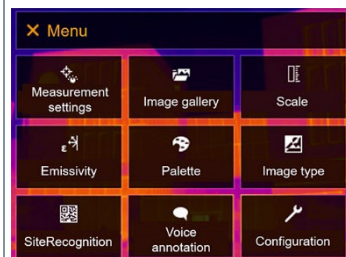 Menu
Measurement
settings
Image gallery
Scale
Emissivity
Palette
Image type
SiteRecognition
Voice
annotation
Configuration